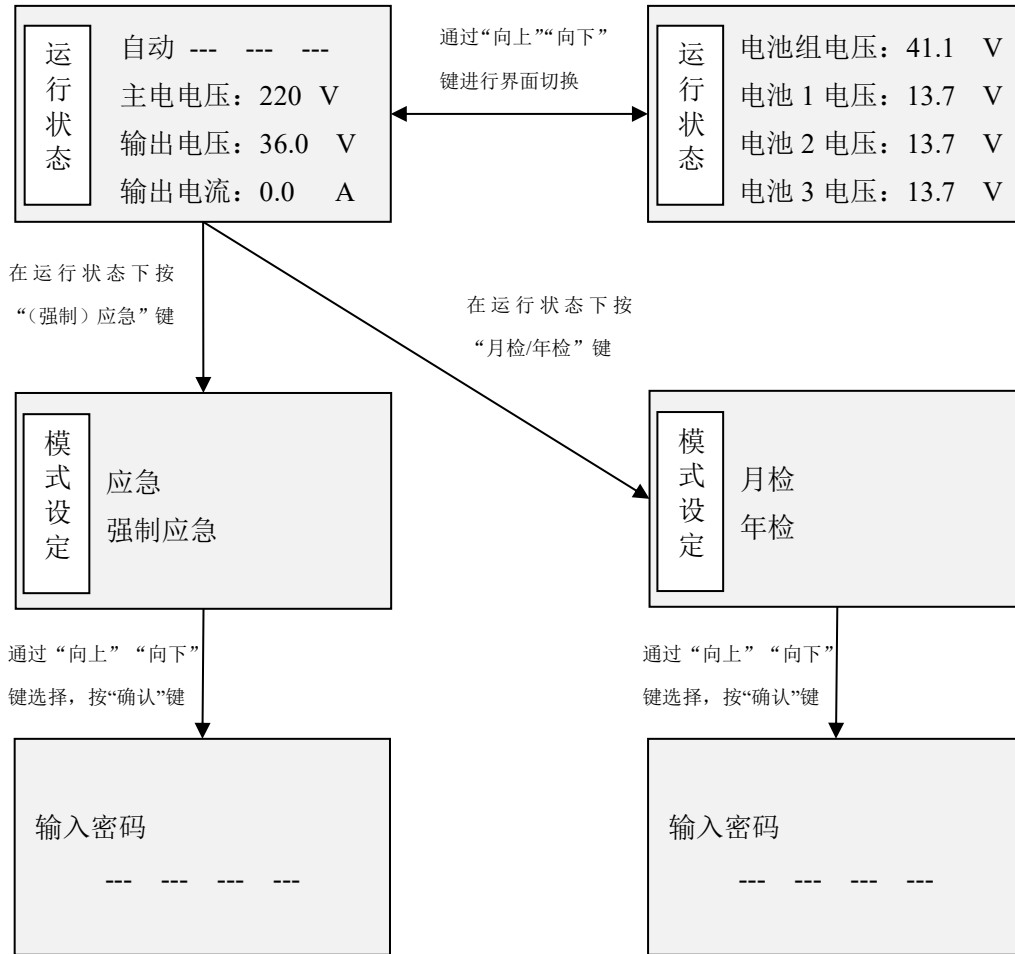 运行状态
自动 --- --- ---
主电电压：220 V
输出电压：36.0 V
输出电流：0.0 A
通过“向上”“向下”
键进行界面切换
运行状态
电池组电压：41.1 V
电池 1 电压：13.7 V
电池 2 电压：13.7 V
电池 3 电压：13.7 V
在运行状态下按
“（强制）应急”键
在运行状态下按
“月检/年检”键
模式设定
应急
强制应急
模式设定
月检
年检
通过“向上”“向下”
键选择，按“确认”键
通过“向上”“向下”
键选择，按“确认”键
输入密码
--- --- --- ---
输入密码
--- --- --- ---